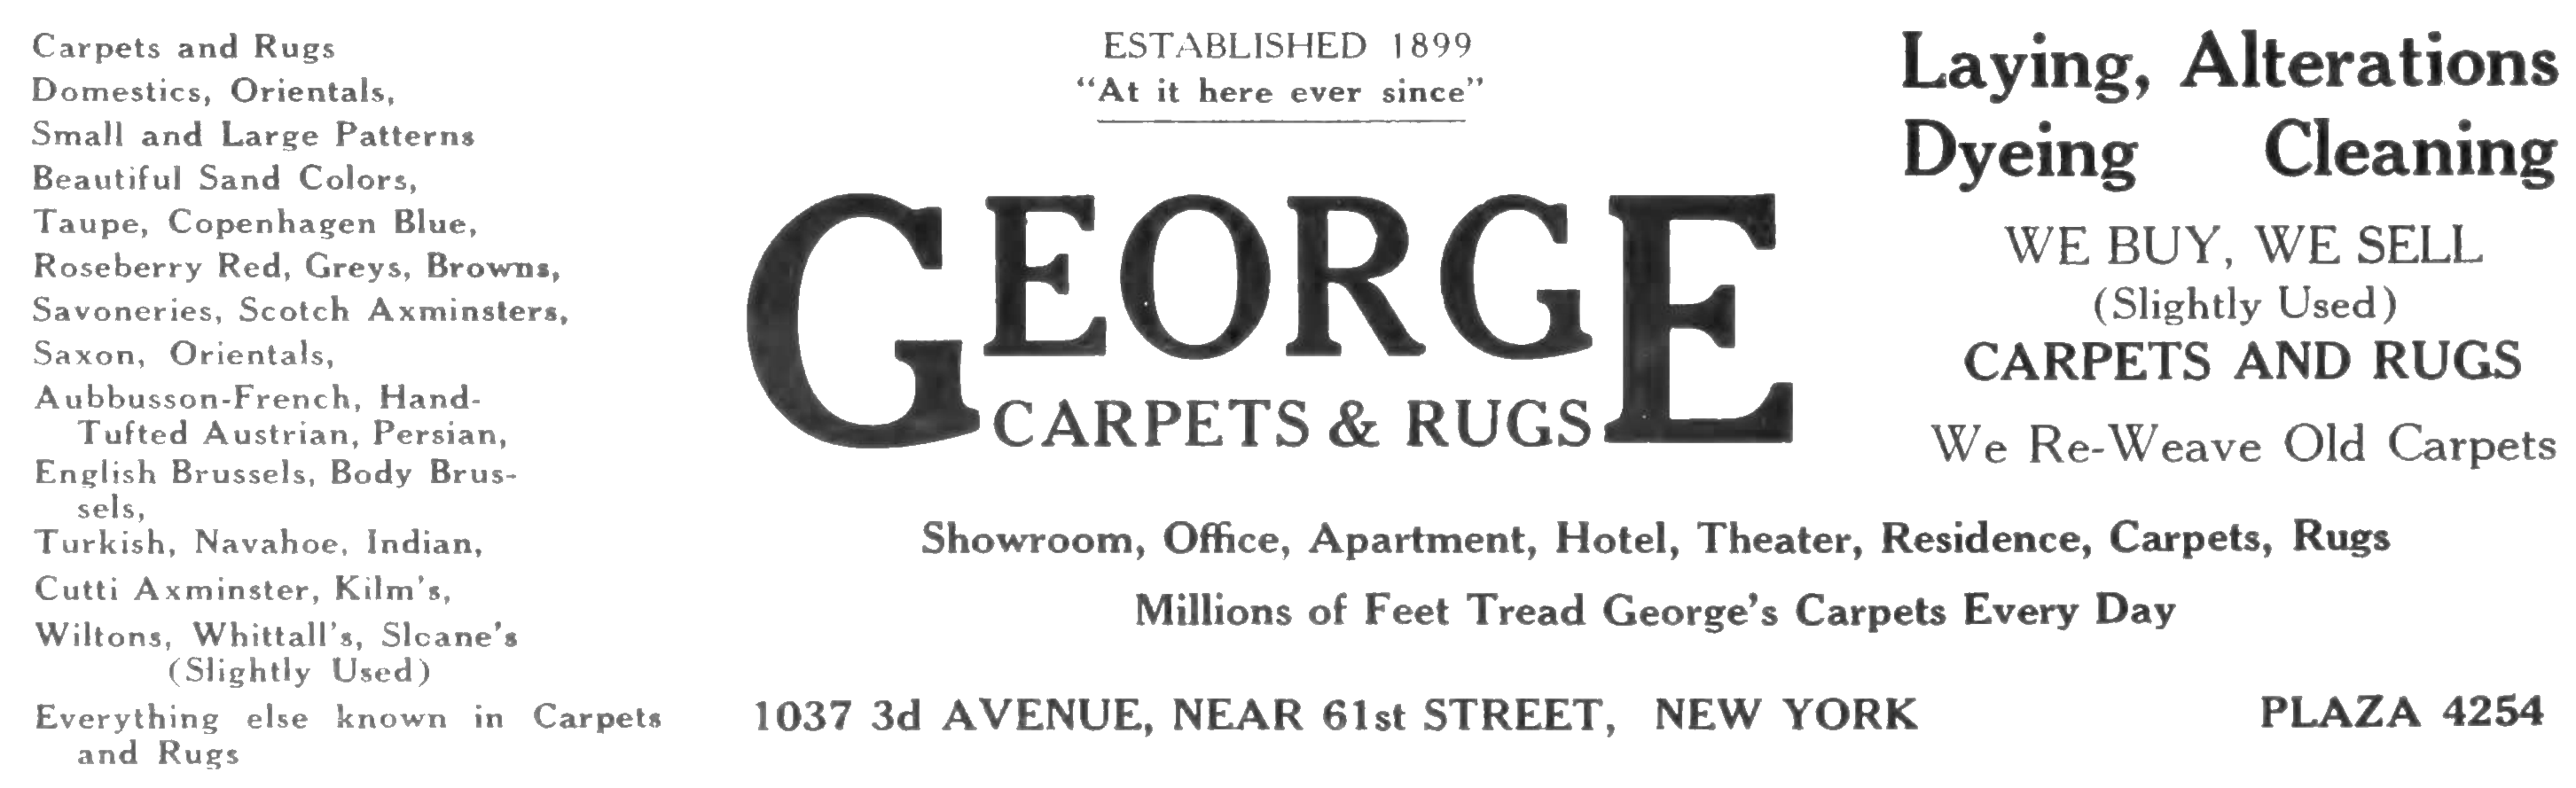 Carpets and Rugs
Domestics, Orientals,
Small and Large Patterns
Beautiful Sand Colors,
Taupe, Copenhagen Blue,
Roseberry Red, Greys, Browns,
Savoneries, Scotch Axminsters,
Saxon, Orientals,
Aubbusson-French, Hand-
Tufted Austrian, Persian,
English Brussels, Body Brus-
sels,
Turkish, Navahoe, Indian,
Cutti Axminster, Kilm's,
Wiltons, Whittall's, Sloane's
(Slightly Used)
Everything else known in Carpets
and Rugs
ESTABLISHED 1899
"At it here ever since"
GEORGE
CARPETS & RUGS
Laying, Alterations
Dyeing Cleaning
WE BUY, WE SELL
(Slightly Used)
CARPETS AND RUGS
We Re-Weave Old Carpets
Showroom, Office, Apartment, Hotel, Theater, Residence, Carpets, Rugs
Millions of Feet Tread George's Carpets Every Day
1037 3d AVENUE, NEAR 61st STREET, NEW YORK
PLAZA 4254